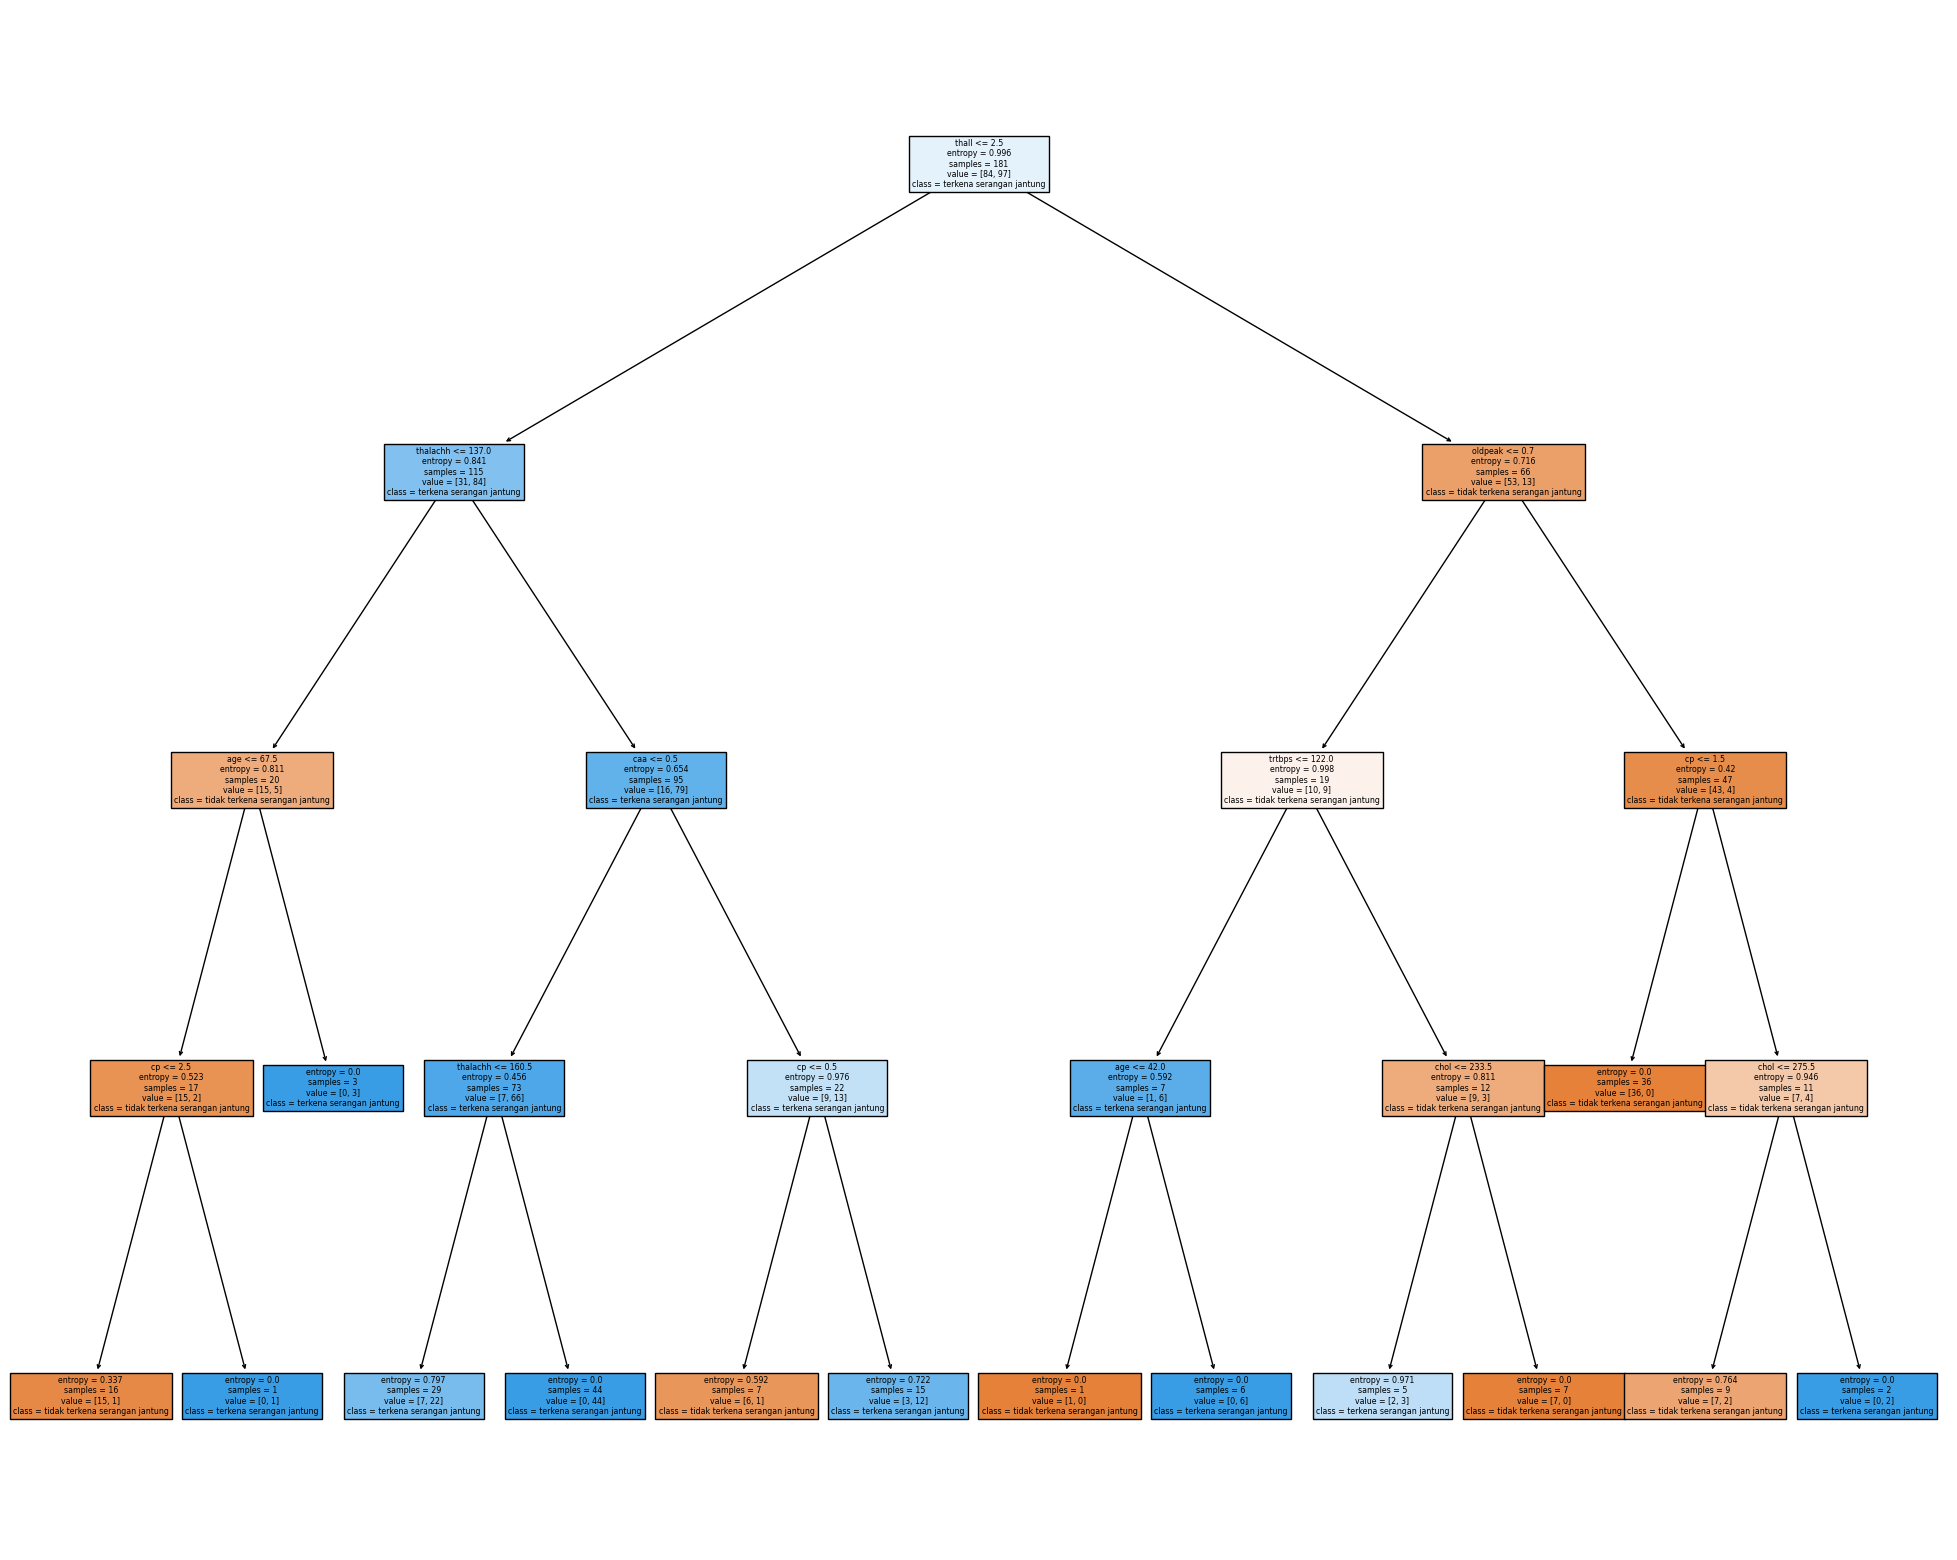 thall <= 2.5
entropy = 0.996
samples = 181
value = [84, 97]
class = terkena serangan jantung
thalachh <= 137.0
entropy = 0.841
samples = 115
value = [31, 84]
class = terkena serangan jantung
oldpeak <= 0.7
entropy = 0.716
samples = 66
value = [53, 13]
class = tidak terkena serangan jantung
age <= 67.5
entropy = 0.811
samples = 20
value = [15, 5]
class = tidak terkena serangan jantung
caa <= 0.5
entropy = 0.654
samples = 95
value = [16, 79]
class = terkena serangan jantung
trtbps <= 122.0
entropy = 0.998
samples = 19
value = [10, 9]
class = tidak terkena serangan jantung
cp <= 1.5
entropy = 0.42
samples = 47
value = [43, 4]
class = tidak terkena serangan jantung
cp <= 2.5
entropy = 0.523
samples = 17
value = [15, 2]
class = tidak terkena serangan jantung
entropy = 0.0
samples = 3
value = [0, 3]
class = terkena serangan jantung
thalachh <= 160.5
entropy = 0.456
samples = 73
value = [7, 66]
class = terkena serangan jantung
cp <= 0.5
entropy = 0.976
samples = 22
value = [9, 13]
class = terkena serangan jantung
age <= 42.0
entropy = 0.592
samples = 7
value = [1, 6]
class = terkena serangan jantung
chol <= 233.5
entropy = 0.811
samples = 12
value = [9, 3]
class = tidak terkena serangan jantung
entropy = 0.0
samples = 36
value = [36, 0]
class = tidak terkena serangan jantung
chol <= 275.5
entropy = 0.946
samples = 11
value = [7, 4]
class = tidak terkena serangan jantung
entropy = 0.337
samples = 16
value = [15, 1]
class = tidak terkena serangan jantung
entropy = 0.0
samples = 1
value = [0, 1]
class = terkena serangan jantung
entropy = 0.797
samples = 29
value = [7, 22]
class = terkena serangan jantung
entropy = 0.0
samples = 44
value = [0, 44]
class = terkena serangan jantung
entropy = 0.592
samples = 7
value = [6, 1]
class = tidak terkena serangan jantung
entropy = 0.722
samples = 15
value = [3, 12]
class = terkena serangan jantung
entropy = 0.0
samples = 1
value = [1, 0]
class = tidak terkena serangan jantung
entropy = 0.0
samples = 6
value = [0, 6]
class = terkena serangan jantung
entropy = 0.971
samples = 5
value = [2, 3]
class = terkena serangan jantung
entropy = 0.0
samples = 7
value = [7, 0]
class = tidak terkena serangan jantung
entropy = 0.764
samples = 9
value = [7, 2]
class = tidak terkena serangan jantung
entropy = 0.0
samples = 2
value = [0, 2]
class = terkena serangan jantung